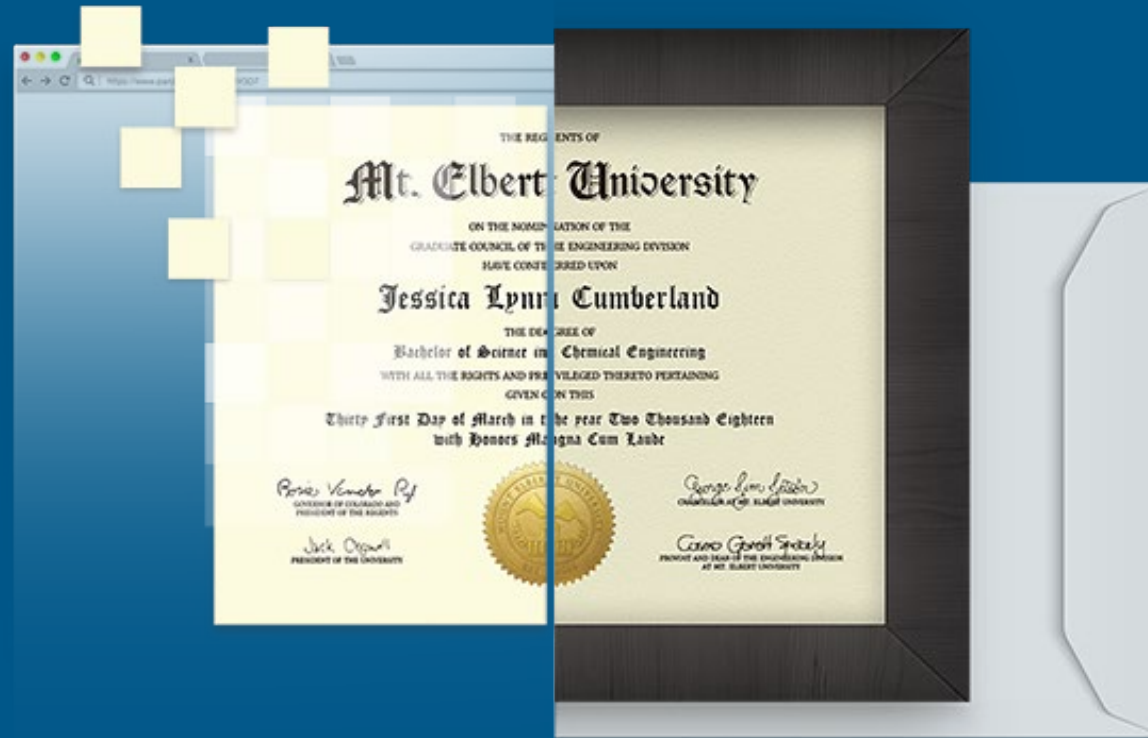 THE REGENTS OF
Mt. Elbert University
ON THE NOMINATION OF THE
GRADUATE COUNCIL OF THE ENGINEERING DIVISION
HAVE CONFERRED UPON
Jessica Lynn Cumberland
THE DEGREE OF
Bachelor of Science in Chemical Engineering
WITH ALL THE RIGHTS AND PRIVILEGED THERETO PERTAINING
GIVEN ON THIS
Thirty First Day of March in the year Two Thousand Eighteen
with Honors Magna Cum Laude
GOVERNOR OF COLORADO AND
PRESIDENT OF THE REGENTS
CHANCELLOR AT MT. ELBERT UNIVERSITY
PRESIDENT OF THE UNIVERSITY
PROVOST AND DEAN OF THE ENGINEERING DIVISION
AT MT. ELBERT UNIVERSITY
MOUNT ELBERT UNIVERSITY